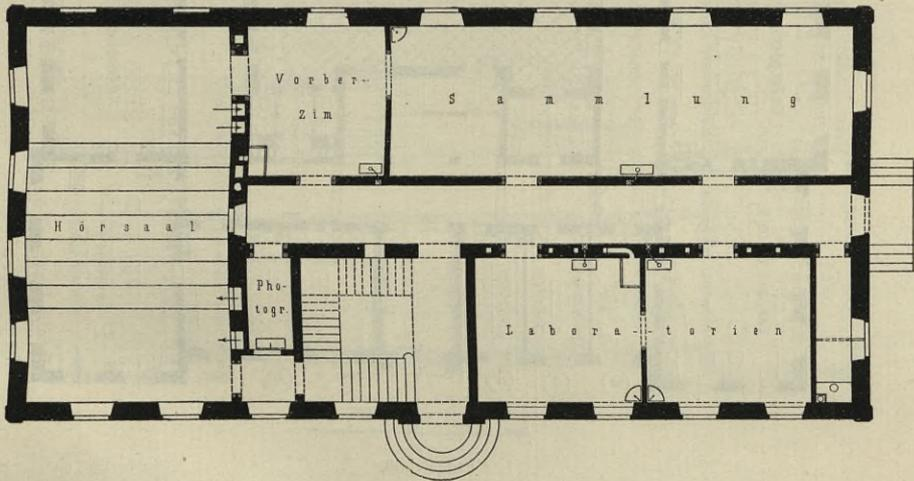 Vorber-
Zim
Sammlung
Hörsaal
Pho-
togr.
Labora-torien